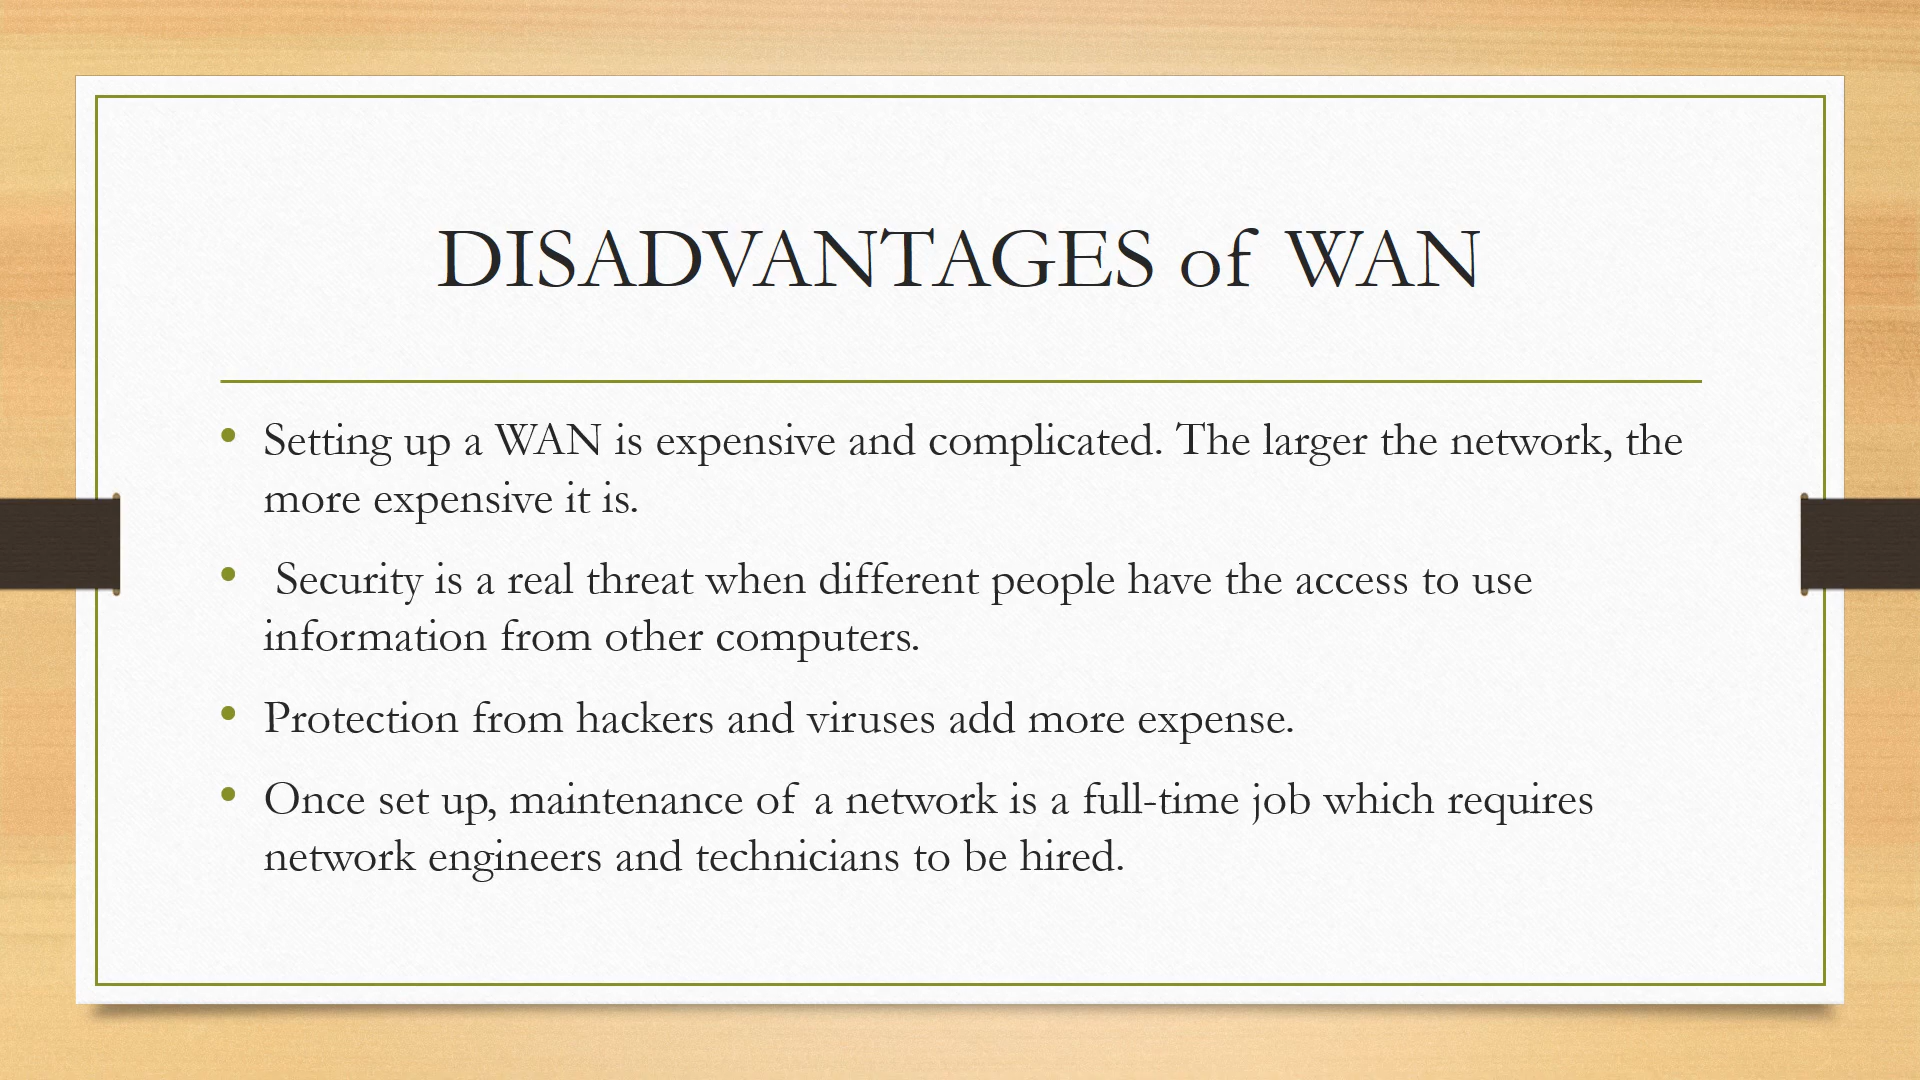 DISADVANTAGES of WAN
• Setting up a WAN is expensive and complicated. The larger the network, the
more expensive it is.
• Security is a real threat when different people have the access to use
information from other computers.
• Protection from hackers and viruses add more expense.
• Once set up, maintenance of a network is a full-time job which requires
network engineers and technicians to be hired.